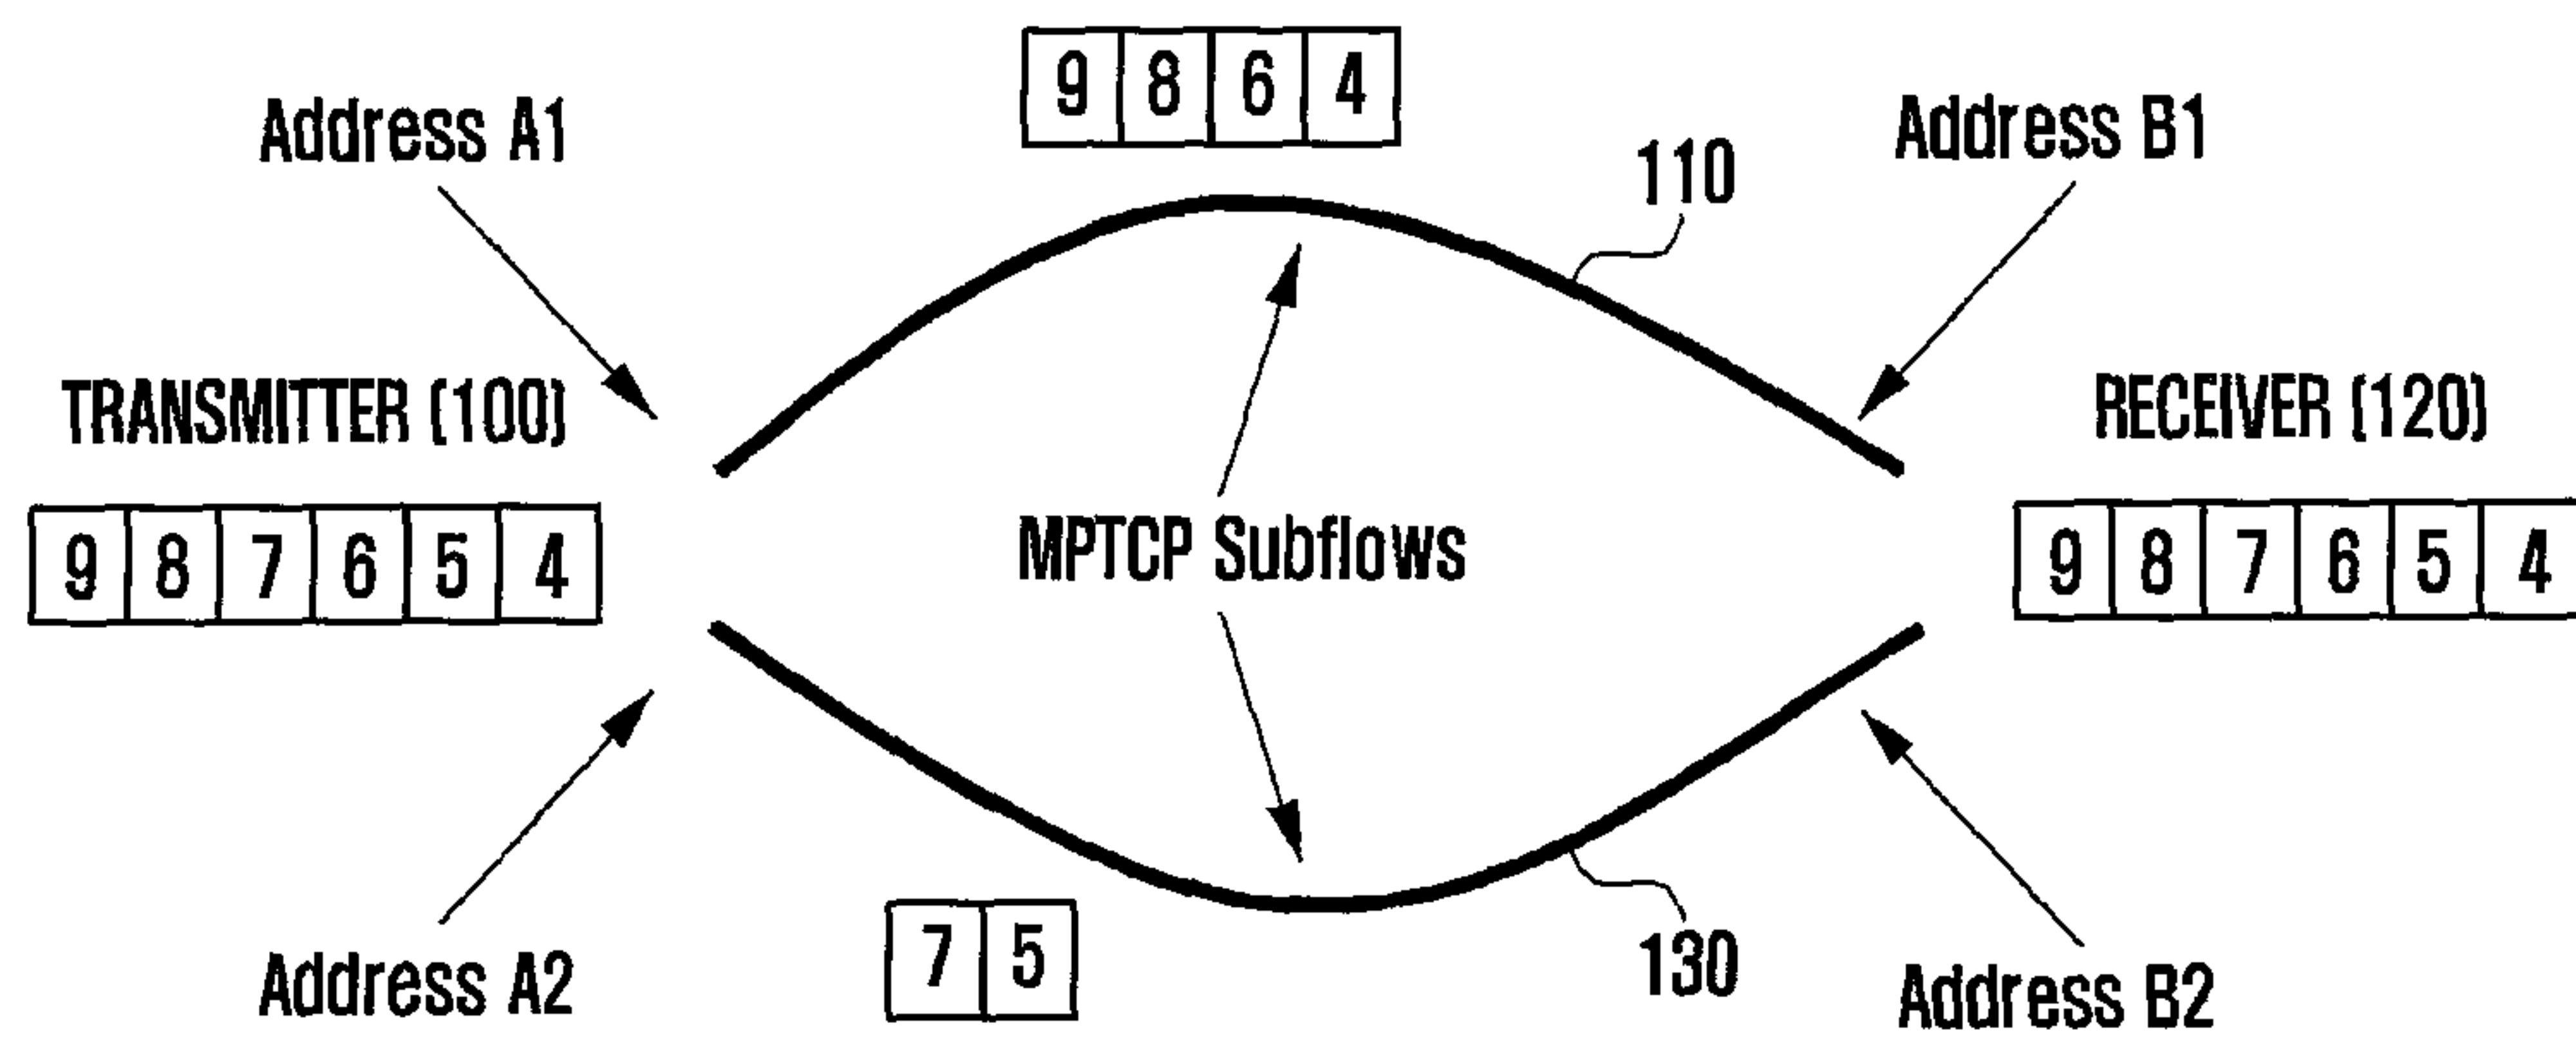 9 8 6 4
Address A1
Address B1
110
TRANSMITTER (100)
RECEIVER (120)
9 8 7 6 5 4
MPTCP Subflows
9 8 7 6 5 4
7 5
130
Address A2
Address B2